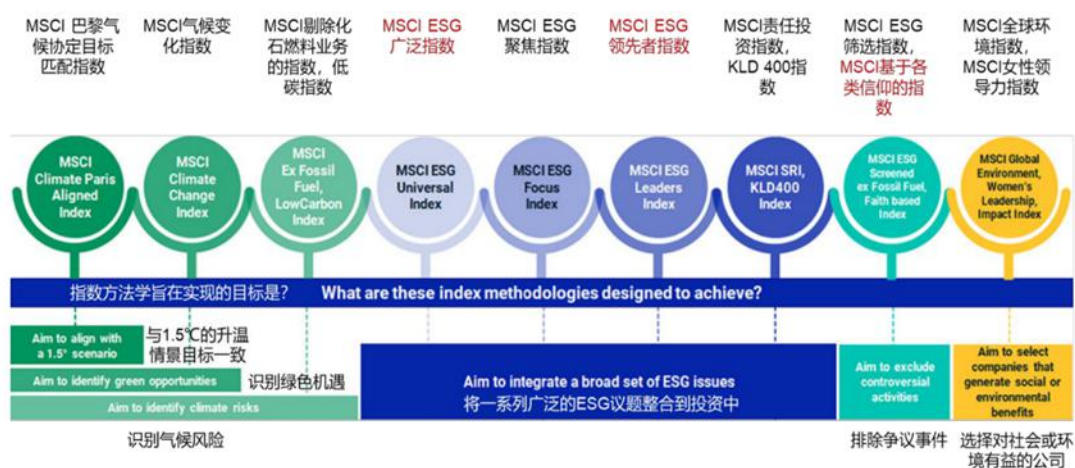 MSCI 巴黎气
候协定目标
匹配指数
MSCI气候变
化指数
MSCI剔除化
石燃料业务
的指数，低
碳指数
MSCI ESG
广泛指数
MSCI ESG
聚焦指数
MSCI ESG
领先者指数
MSCI责任投
资指数，
KLD 400指
数
MSCI ESG
筛选指数，
MSCI基于各
类信仰的指
数
MSCI全球环
境指数，
MSCI女性领
导力指数
MSCI
Climate Paris
Aligned
Index
MSCI
Climate
Change
Index
MSCI
Ex Fossil
Fuel,
LowCarbon
Index
MSCI ESG
Universal
Index
MSCI ESG
Focus
Index
MSCI ESG
Leaders
Index
MSCI SRI,
KLD400
Index
MSCI ESG
Screened
ex Fossil Fuel,
Faith based
Index
MSCI Global
Environment,
Women's
Leadership,
Impact Index
指数方法学旨在实现的目标是？ What are these index methodologies designed to achieve?
Aim to align with
a 1.5° scenario
与1.5℃的升温
情景目标一致
Aim to identify green opportunities
识别绿色机遇
Aim to identify climate risks
识别气候风险
Aim to integrate a broad set of ESG issues
将一系列广泛的ESG议题整合到投资中
Aim to exclude
controversial
activities
排除争议事件
Aim to select
companies that
generate social or
environmental
benefits
选择对社会或环
境有益的公司